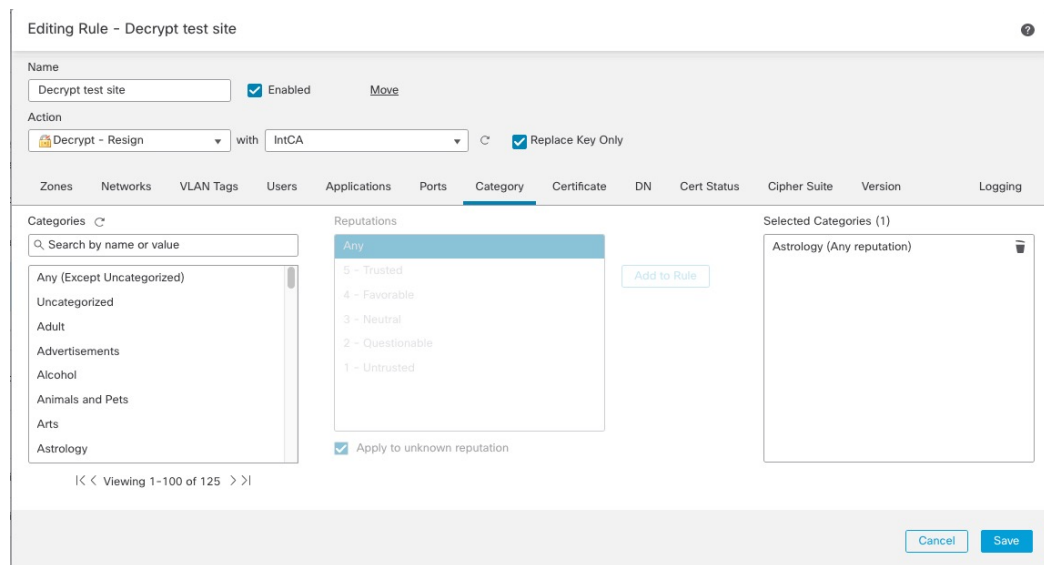 Editing Rule - Decrypt test site
Name
Decrypt test site
Enabled
Move
Action
Decrypt - Resign
with
IntCA
Replace Key Only
Zones Networks VLAN Tags Users Applications Ports Category Certificate DN Cert Status Cipher Suite Version Logging
Categories
Search by name or value
Any (Except Uncategorized)
Uncategorized
Adult
Advertisements
Alcohol
Animals and Pets
Arts
Astrology
Viewing 1-100 of 125
Reputations
Any
5 - Trusted
4 - Favorable
3 - Neutral
2 - Questionable
1 - Untrusted
Apply to unknown reputation
Add to Rule
Selected Categories (1)
Astrology (Any reputation)
Cancel
Save